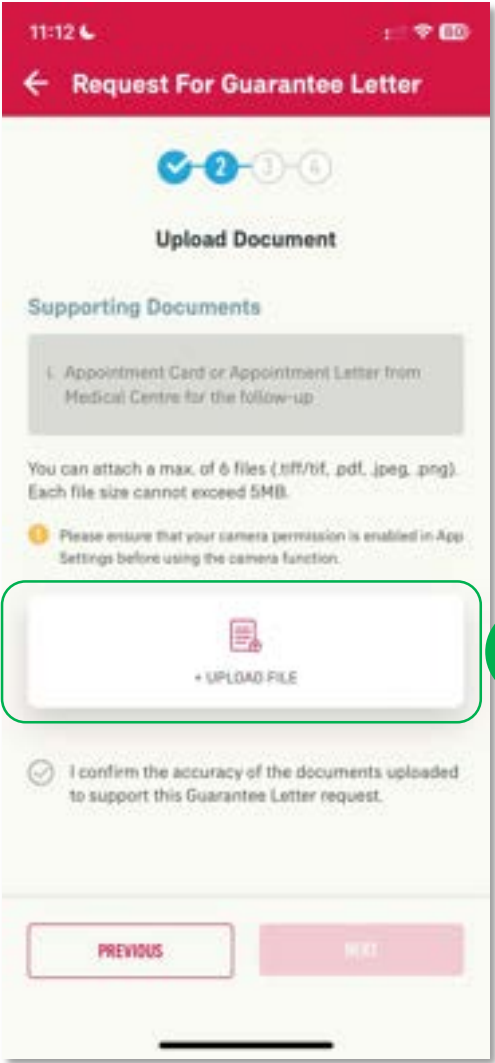 11:12
80
Request For Guarantee Letter
2 3 4
Upload Document
Supporting Documents
i. Appointment Card or Appointment Letter from
Medical Centre for the follow-up
You can attach a max. of 6 files (.tiff/tif, .pdf, .jpeg, .png).
Each file size cannot exceed 5MB.
Please ensure that your camera permission is enabled in App
Settings before using the camera function.
+ UPLOAD FILE
I confirm the accuracy of the documents uploaded
to support this Guarantee Letter request.
PREVIOUS
NEXT